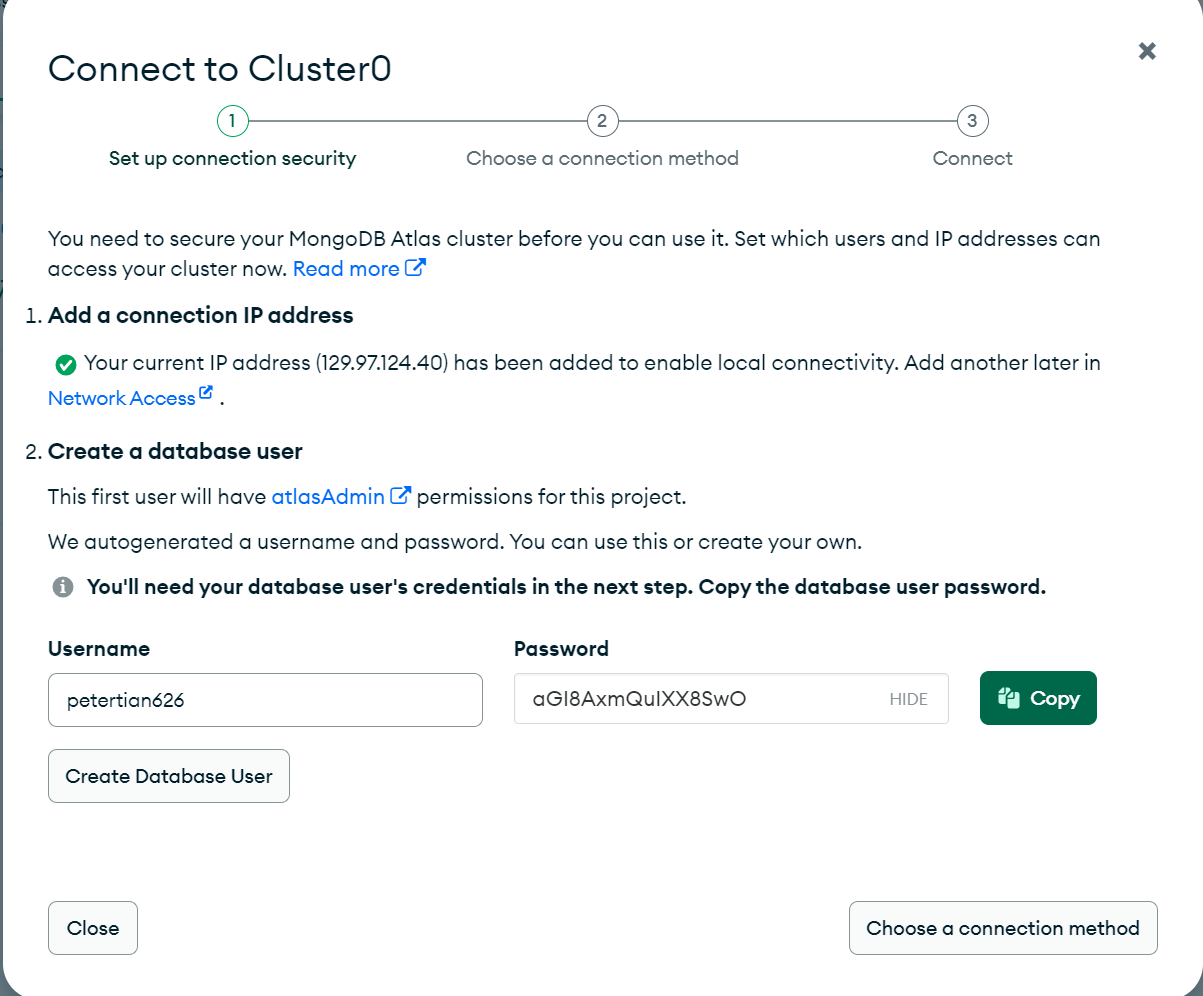 Connect to Cluster0
1
2
3
Set up connection security
Choose a connection method
Connect
You need to secure your MongoDB Atlas cluster before you can use it. Set which users and IP addresses can
access your cluster now. Read more
1. Add a connection IP address
Your current IP address (129.97.124.40) has been added to enable local connectivity. Add another later in
Network Access .
2. Create a database user
This first user will have atlasAdmin permissions for this project.
We autogenerated a username and password. You can use this or create your own.
You'll need your database user's credentials in the next step. Copy the database user password.
Username
Password
petertian626
aGI8AxmQuIXX8SwO
HIDE
Copy
Create Database User
Close
Choose a connection method